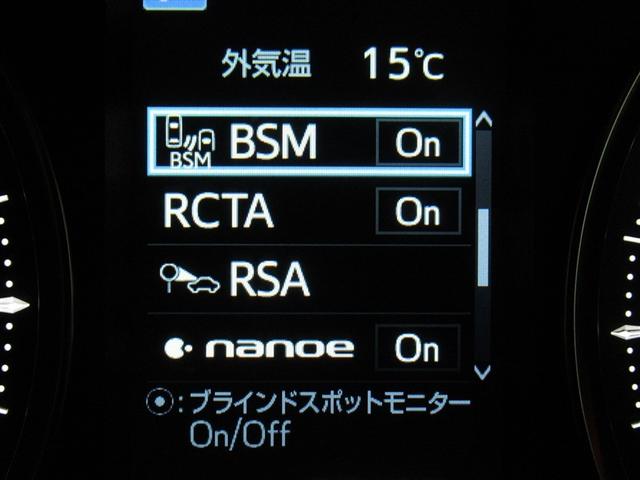 外気温 15℃
BSM BSM On
RCTA On
RSA
nanoe On
⦿:ブラインドスポットモニター
On/Off